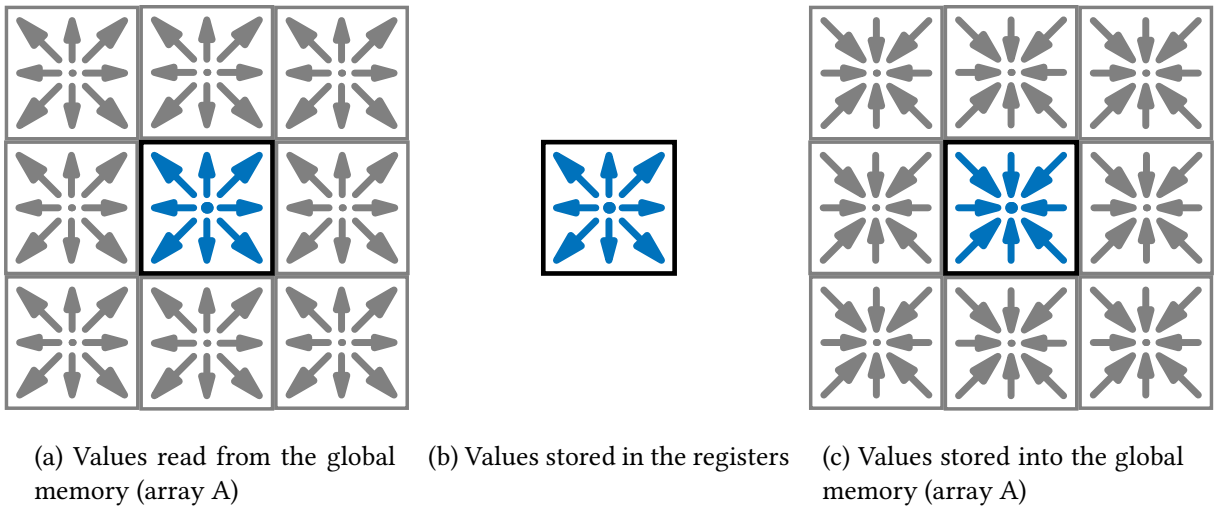 (a) Values read from the global
memory (array A)
(b) Values stored in the registers
(c) Values stored into the global
memory (array A)